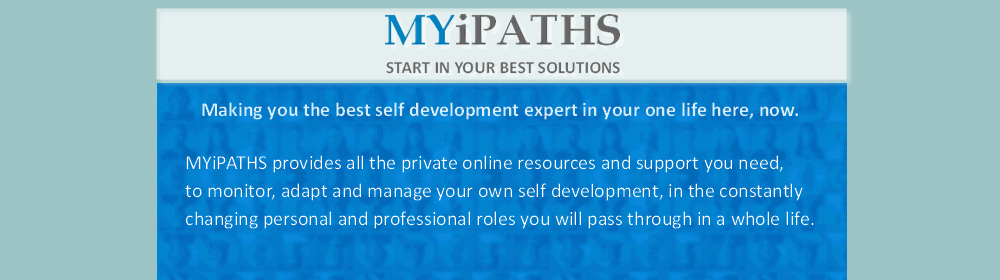 MYiPATHS
START IN YOUR BEST SOLUTIONS
Making you the best self development expert in your one life here, now.
MYiPATHS provides all the private online resources and support you need,
to monitor, adapt and manage your own self development, in the constantly
changing personal and professional roles you will pass through in a whole life.